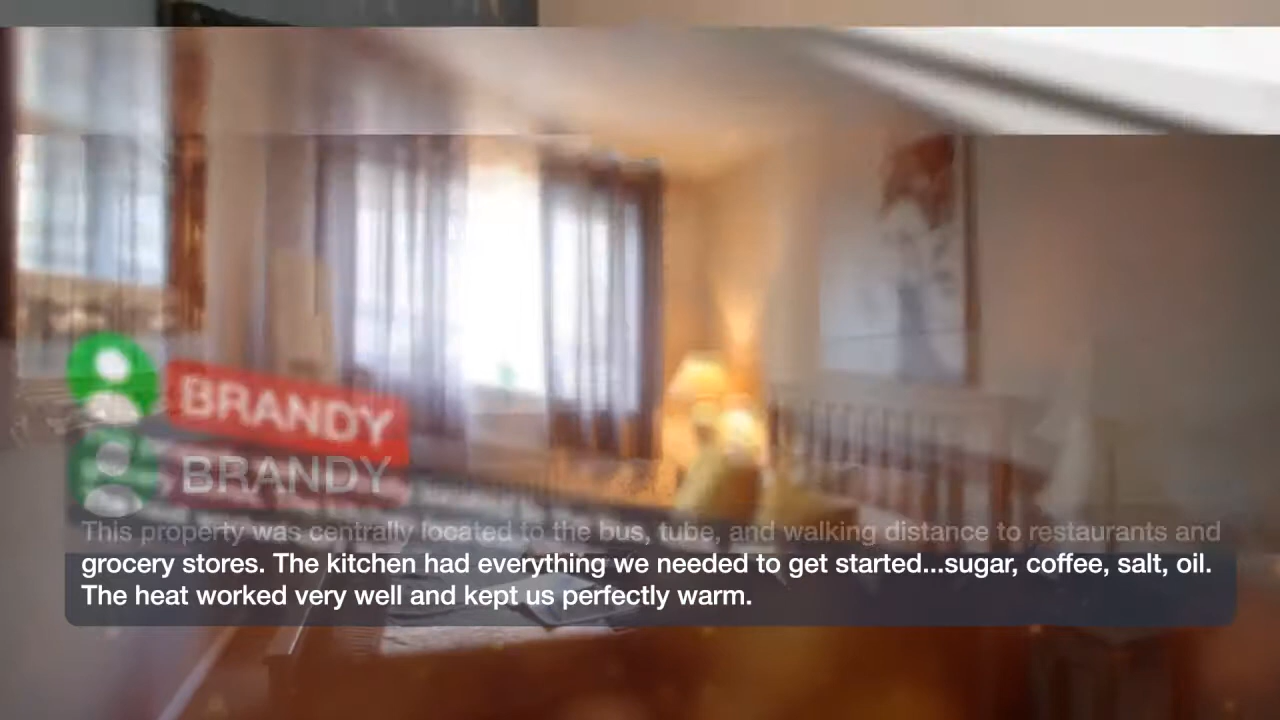 BRANDY
BRANDY
This property was centrally located to the bus, tube, and walking distance to restaurants and
grocery stores. The kitchen had everything we needed to get started...sugar, coffee, salt, oil.
The heat worked very well and kept us perfectly warm.